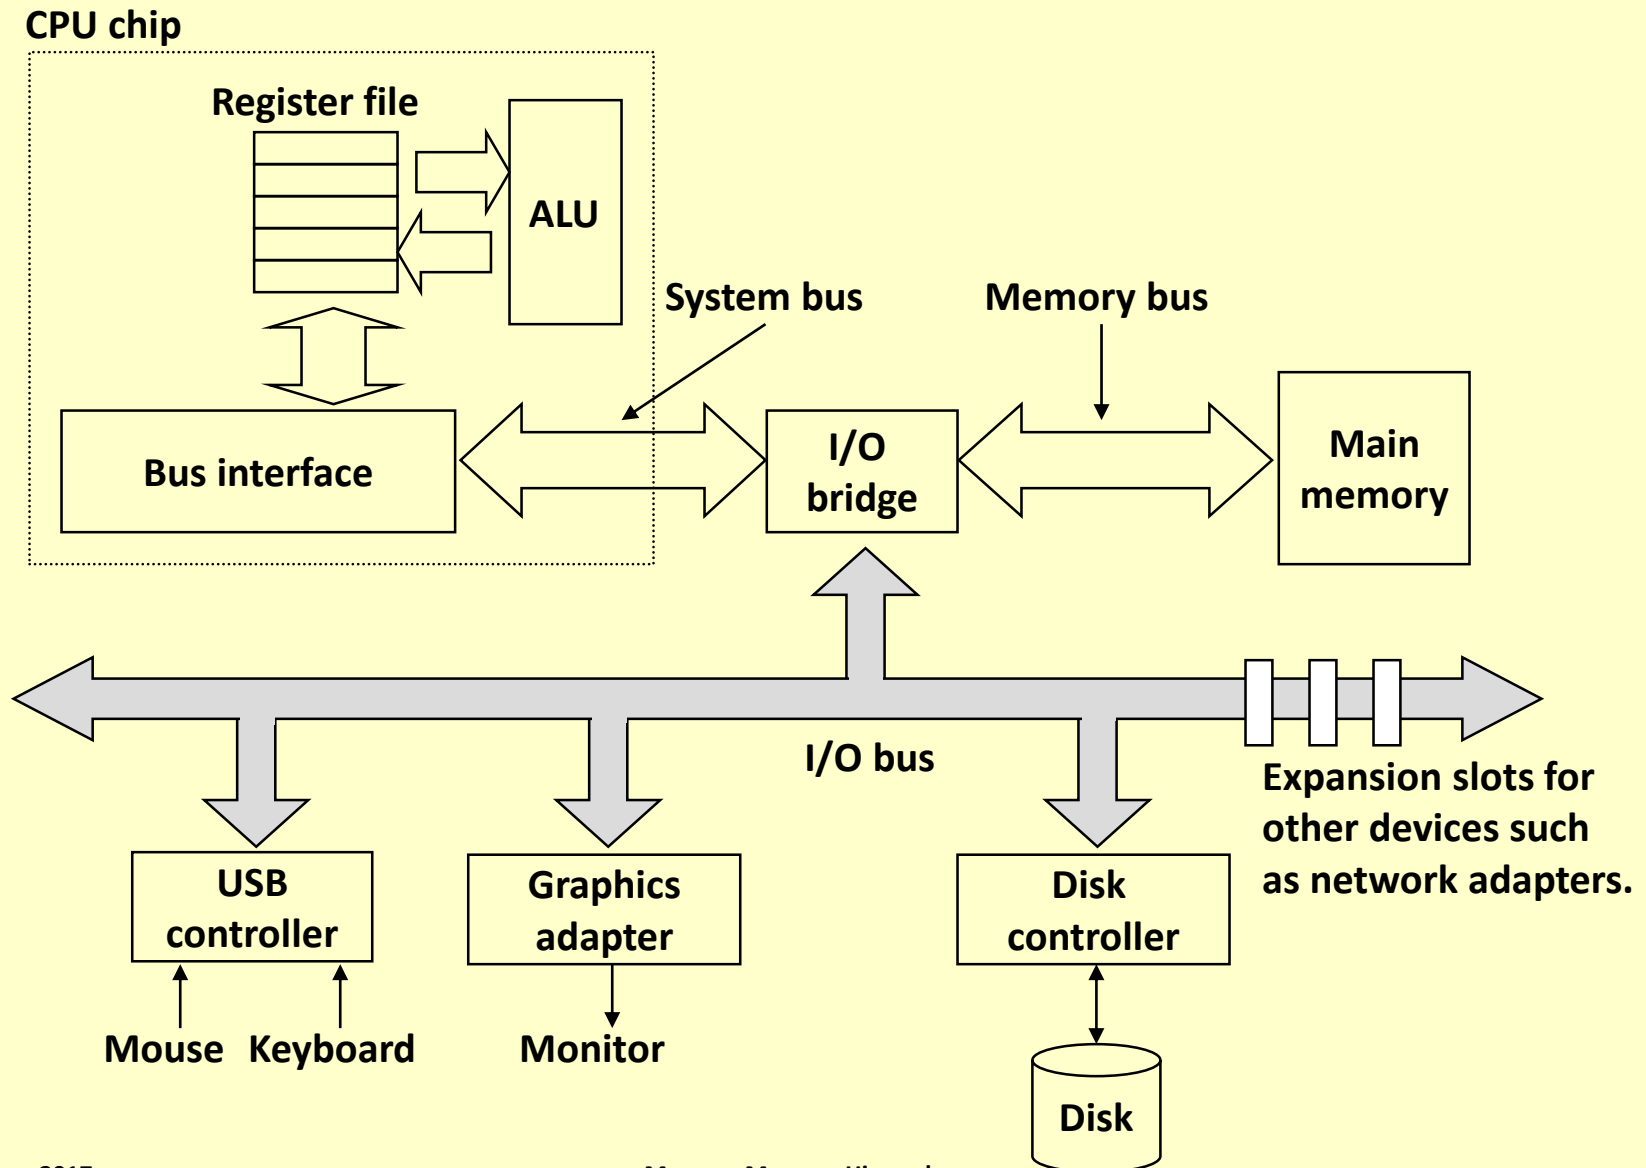 CPU chip
Register file
ALU
System bus
Memory bus
Bus interface
I/O
bridge
Main
memory
I/O bus
Expansion slots for
other devices such
as network adapters.
USB
controller
Graphics
adapter
Disk
controller
Mouse
Keyboard
Monitor
Disk